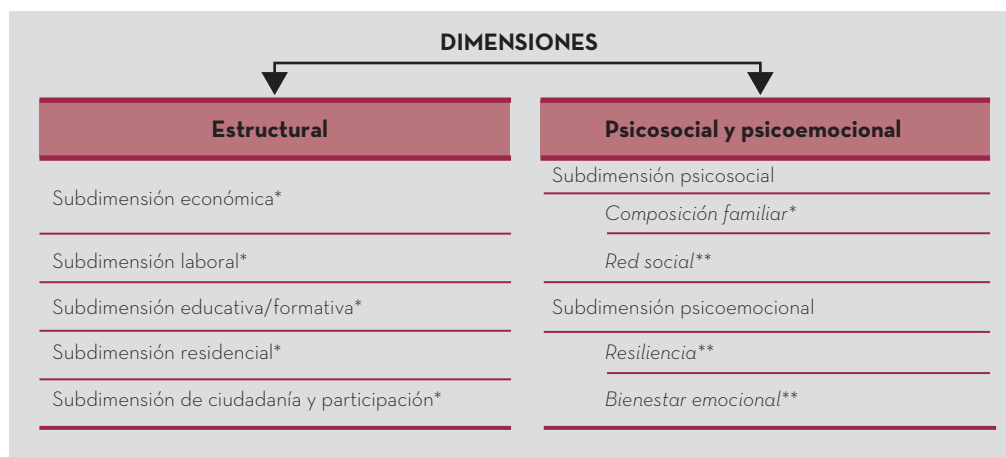 DIMENSIONES
Estructural
Subdimensión económica*
Subdimensión laboral*
Subdimensión educativa/formativa*
Subdimensión residencial*
Subdimensión de ciudadanía y participación*
Psicosocial y psicoemocional
Subdimensión psicosocial
Composición familiar*
Red social**
Subdimensión psicoemocional
Resiliencia**
Bienestar emocional**